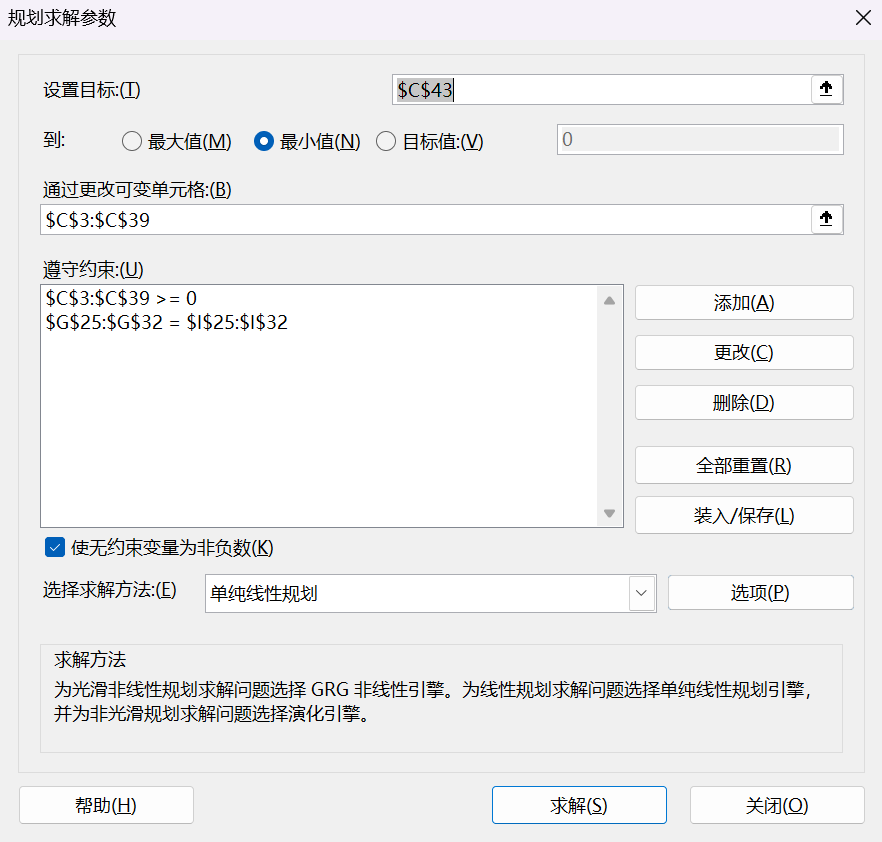 规划求解参数
设置目标:(T)
$C$43
到:
最大值(M)
最小值(N)
目标值:(V)
0
通过更改可变单元格:(B)
$C$3:$C$39
遵守约束:(U)
$C$3:$C$39 >= 0
$G$25:$G$32 = $I$25:$I$32
添加(A)
更改(C)
删除(D)
全部重置(R)
装入/保存(L)
使无约束变量为非负数(K)
选择求解方法:(E)
单纯线性规划
选项(P)
求解方法
为光滑非线性规划求解问题选择 GRG 非线性引擎。为线性规划求解问题选择单纯线性规划引擎，
并为非光滑规划求解问题选择演化引擎。
帮助(H)
求解(S)
关闭(O)